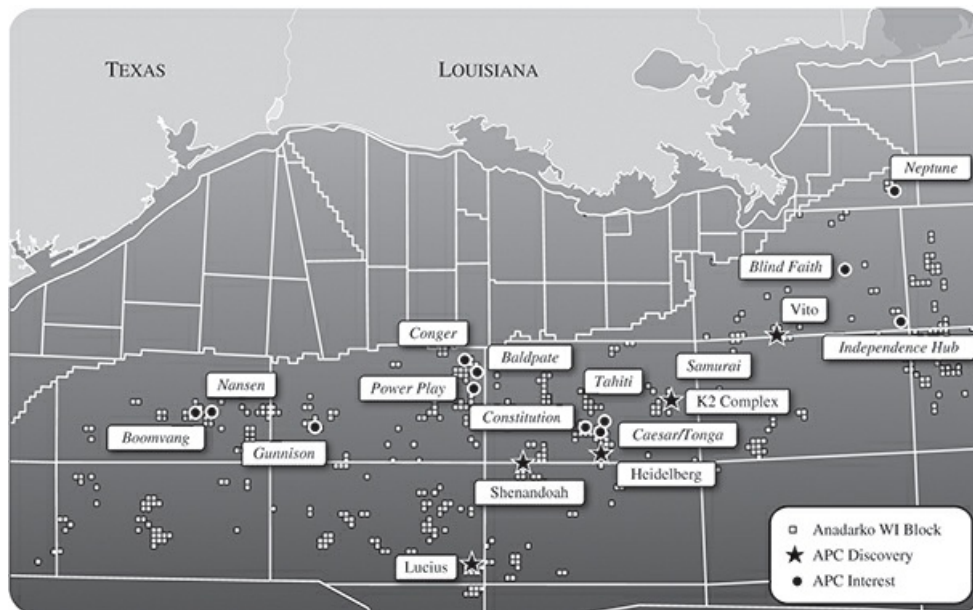 TEXAS
LOUISIANA
Neptune
Blind Faith
Vito
Independence Hub
Conger
Baldpate
Samurai
Tahiti
Nansen
Power Play
K2 Complex
Constitution
Boomvang
Caesar/Tonga
Gunnison
Heidelberg
Shenandoah
Lucius
Anadarko WI Block
APC Discovery
APC Interest